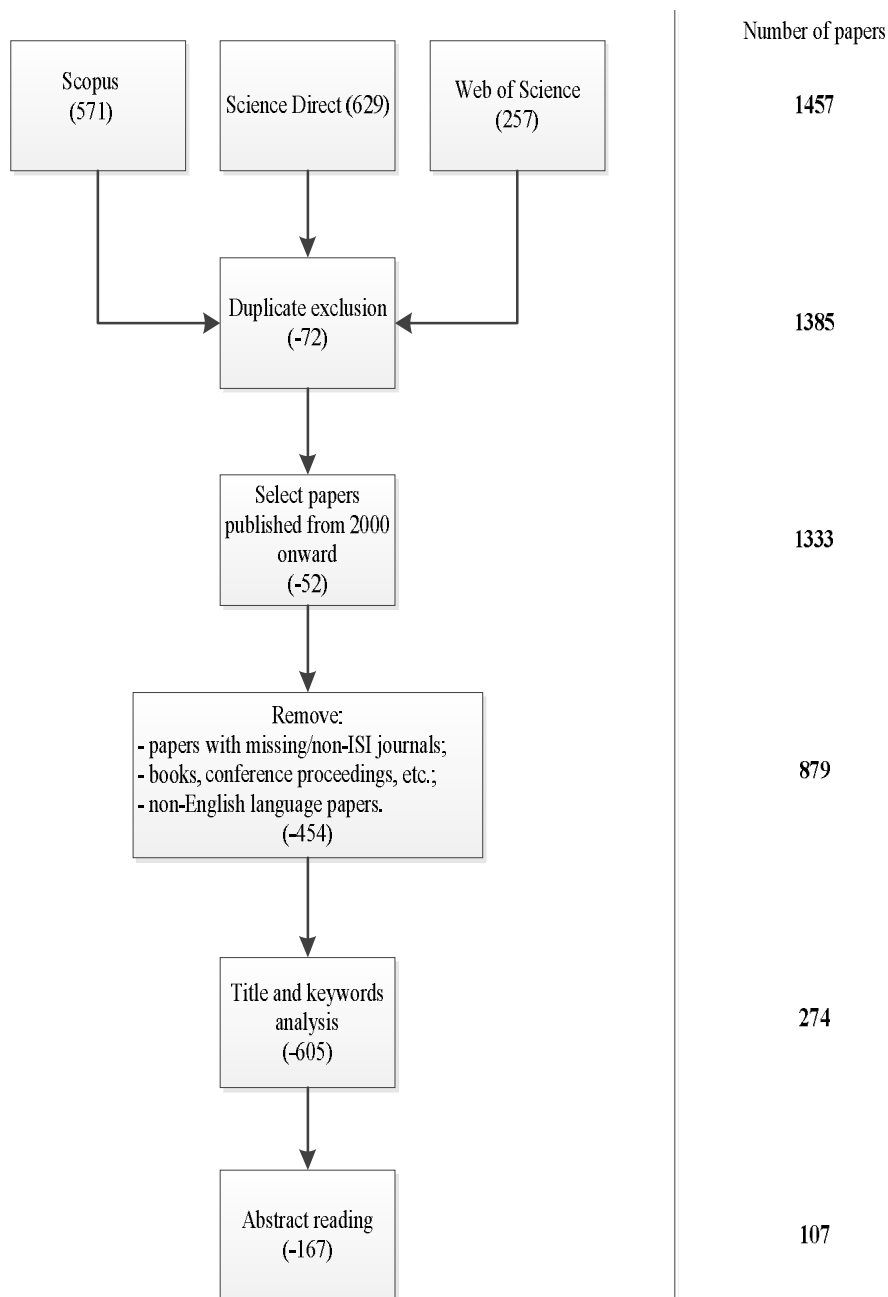 Number of papers
Scopus
(571)
Science Direct (629)
Web of Science
(257)
1457
Duplicate exclusion
(-72)
1385
Select papers
published from 2000
onward
(-52)
1333
Remove:
- papers with missing/non-ISI journals;
- books, conference proceedings, etc.;
- non-English language papers.
(-454)
879
Title and keywords
analysis
(-605)
274
Abstract reading
(-167)
107